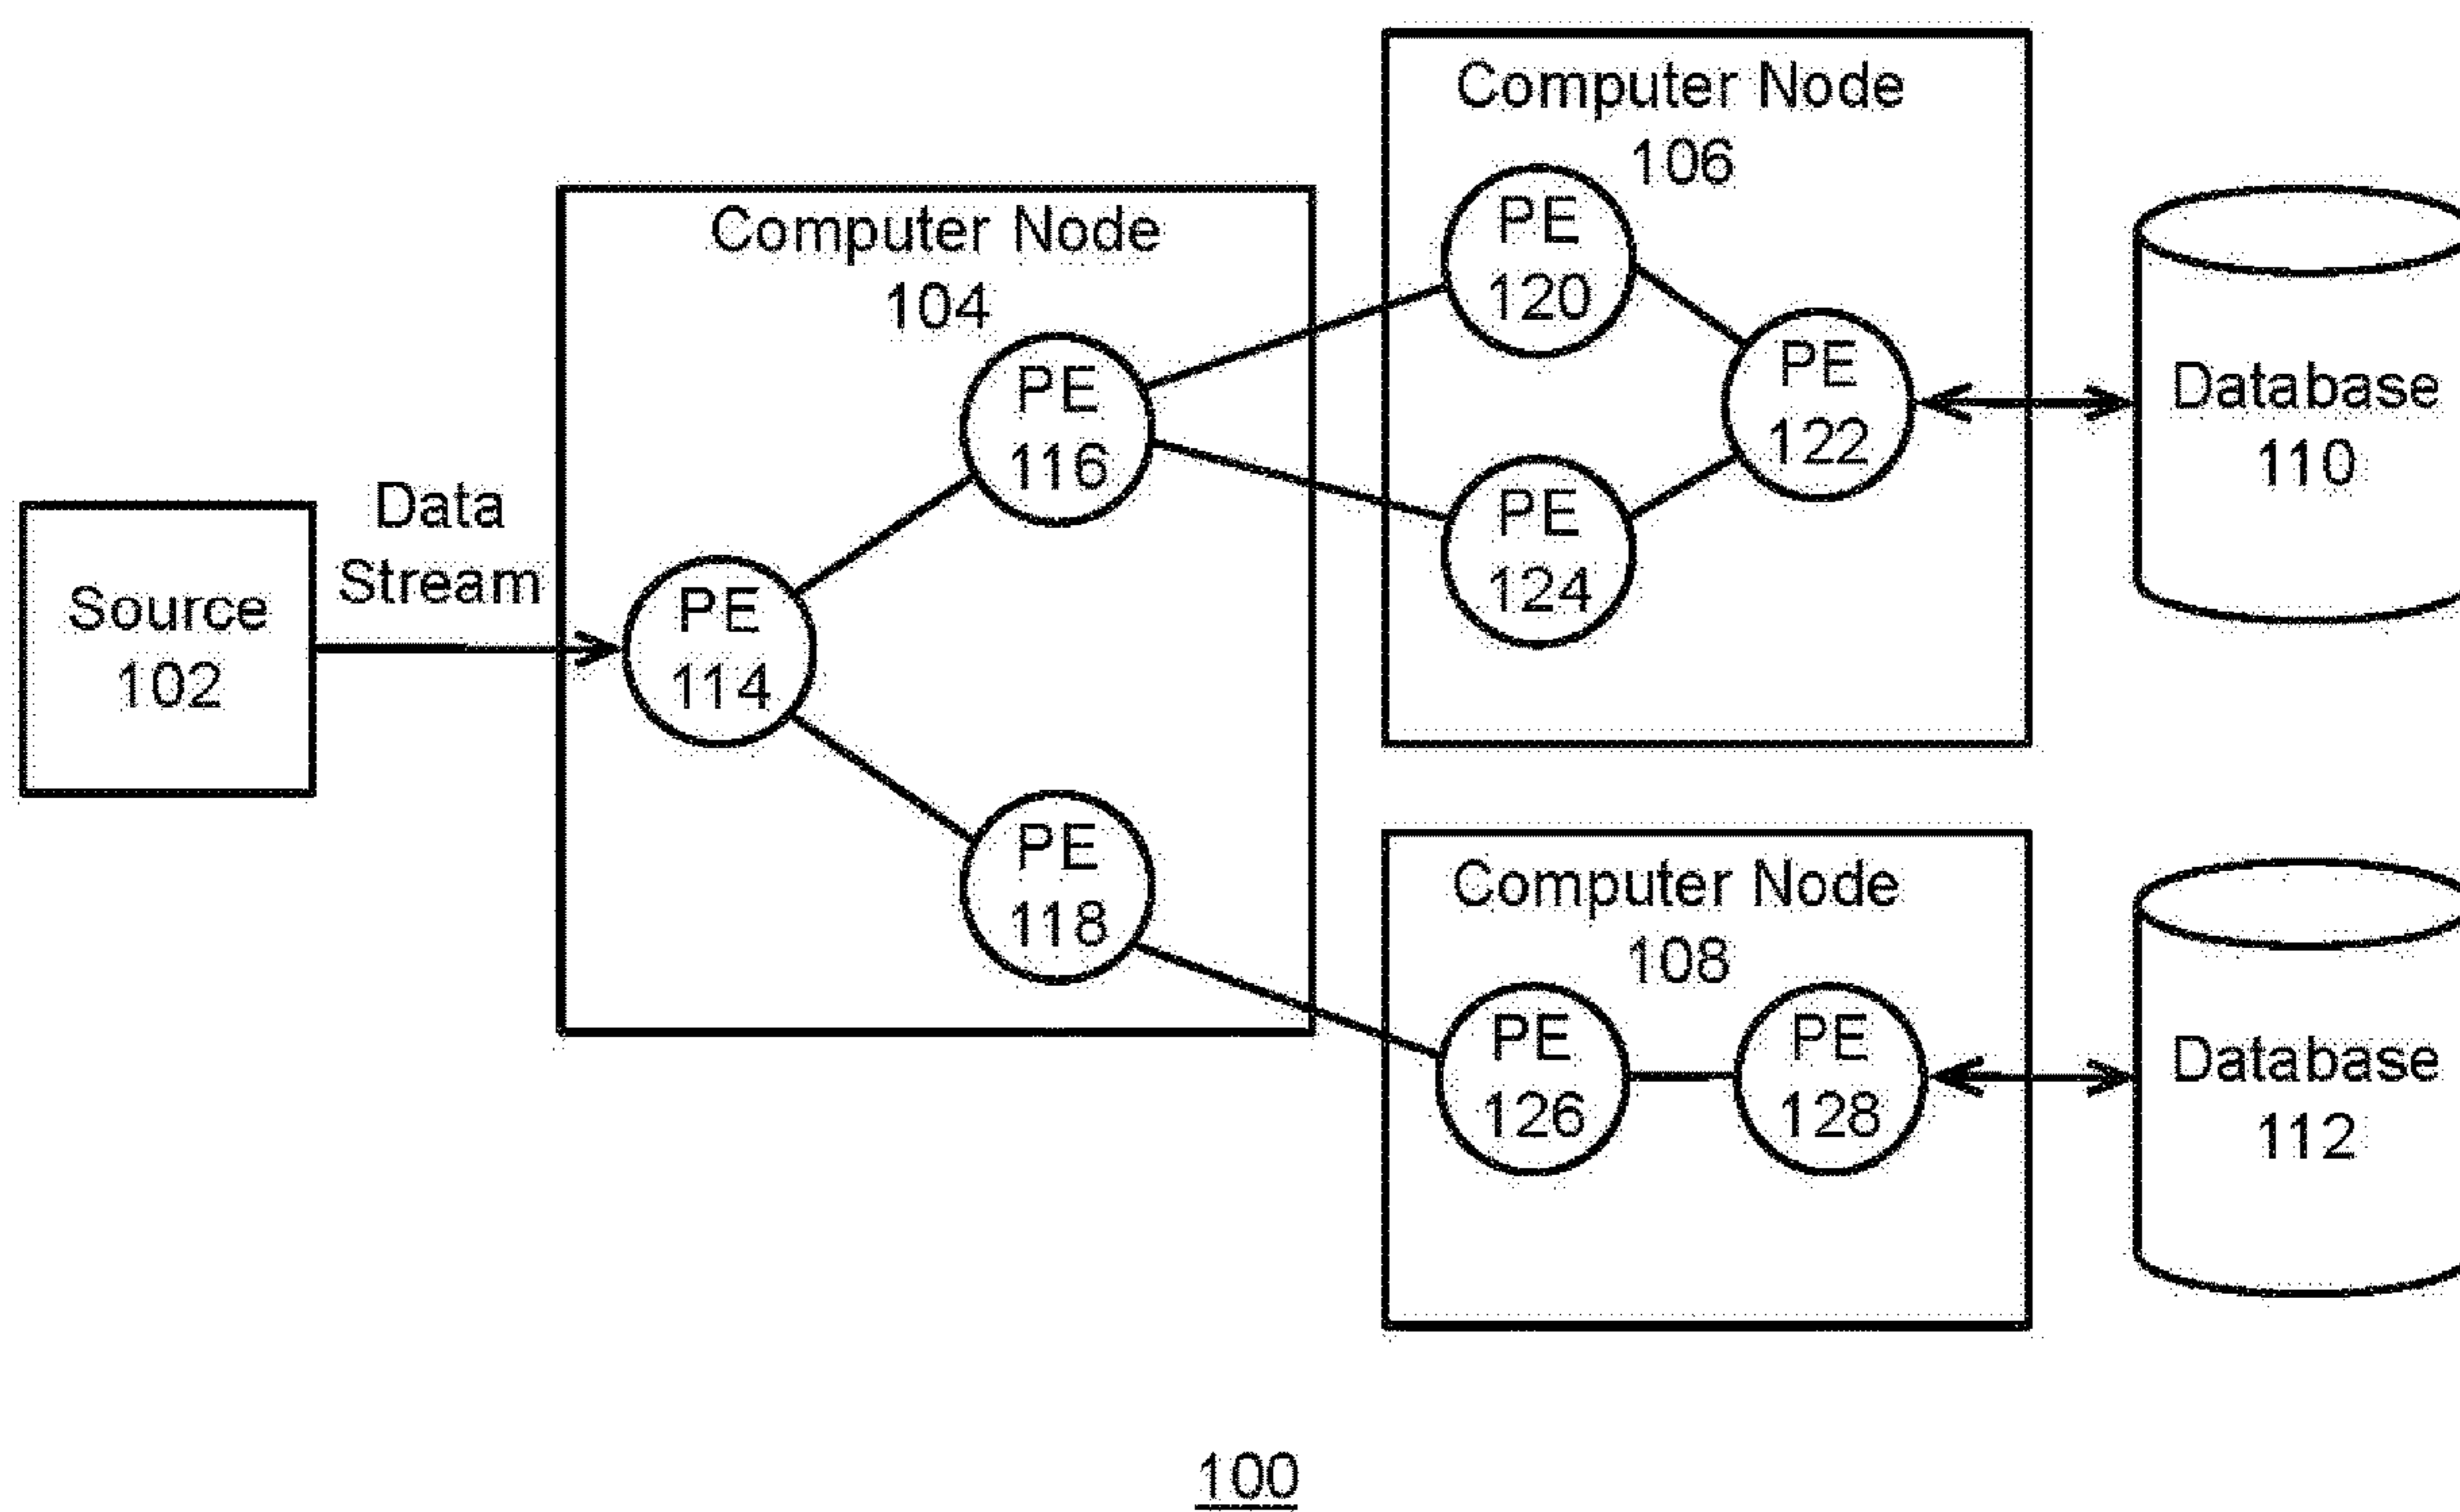 Source
102
Data
Stream
Computer Node
104
PE
114
PE
116
PE
118
Computer Node
106
PE
120
PE
122
PE
124
Database
110
Computer Node
108
PE
126
PE
128
Database
112
100